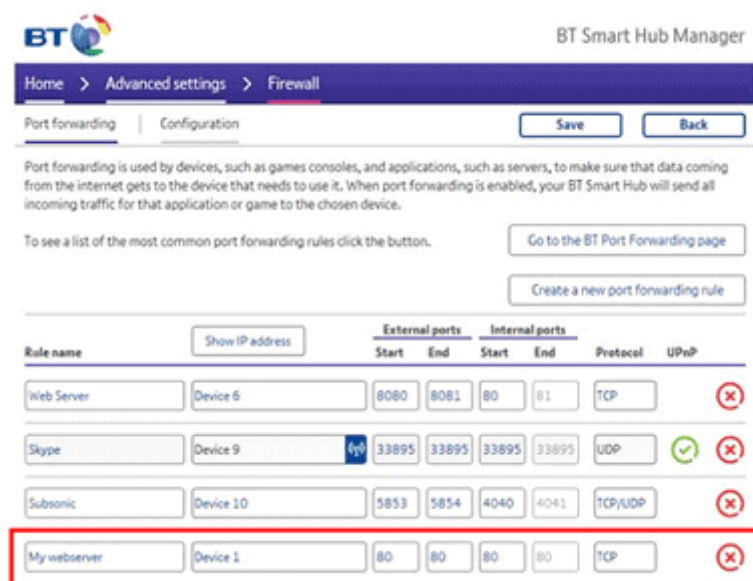 BT
BT Smart Hub Manager
Home > Advanced settings > Firewall
Port forwarding | Configuration
Save
Back
Port forwarding is used by devices, such as games consoles, and applications, such as servers, to make sure that data coming
from the internet gets to the device that needs to use it. When port forwarding is enabled, your BT Smart Hub will send all
incoming traffic for that application or game to the chosen device.
To see a list of the most common port forwarding rules click the button.
Go to the BT Port Forwarding page
Create a new port forwarding rule
External ports Internal ports
Rule name Show IP address Start End Start End Protocol UPnP
Web Server Device 6 8080 8081 80 81 TCP
Skype Device 9 33895 33895 33895 33895 UDP
Subsonic Device 10 5853 5854 4040 4041 TCP/UDP
My webserver Device 1 80 80 80 80 TCP